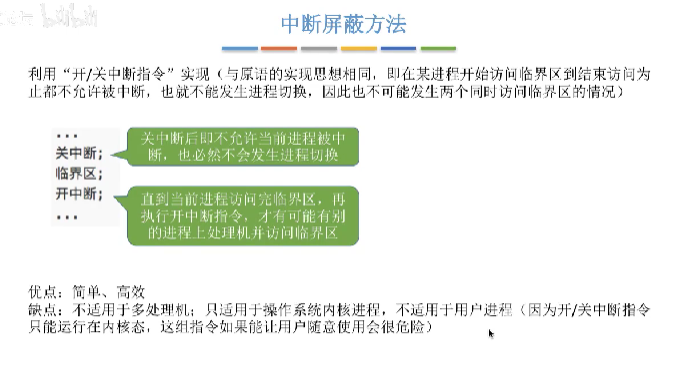 bilibili
中断屏蔽方法
利用“开/关中断指令”实现（与原语的实现思想相同，即在某进程开始访问临界区到结束访问为
止都不允许被中断，也就不能发生进程切换，因此也不可能发生两个同时访问临界区的情况）
...
关中断;
临界区;
开中断;
...
关中断后即不允许当前进程被中
断，也必然不会发生进程切换
直到当前进程访问完临界区，再
执行开中断指令，才有可能有别
的进程上处理机并访问临界区
优点：简单、高效
缺点：不适用于多处理机；只适用于操作系统内核进程，不适用于用户进程（因为开/关中断指令
只能运行在内核态，这组指令如果能让用户随意使用会很危险）